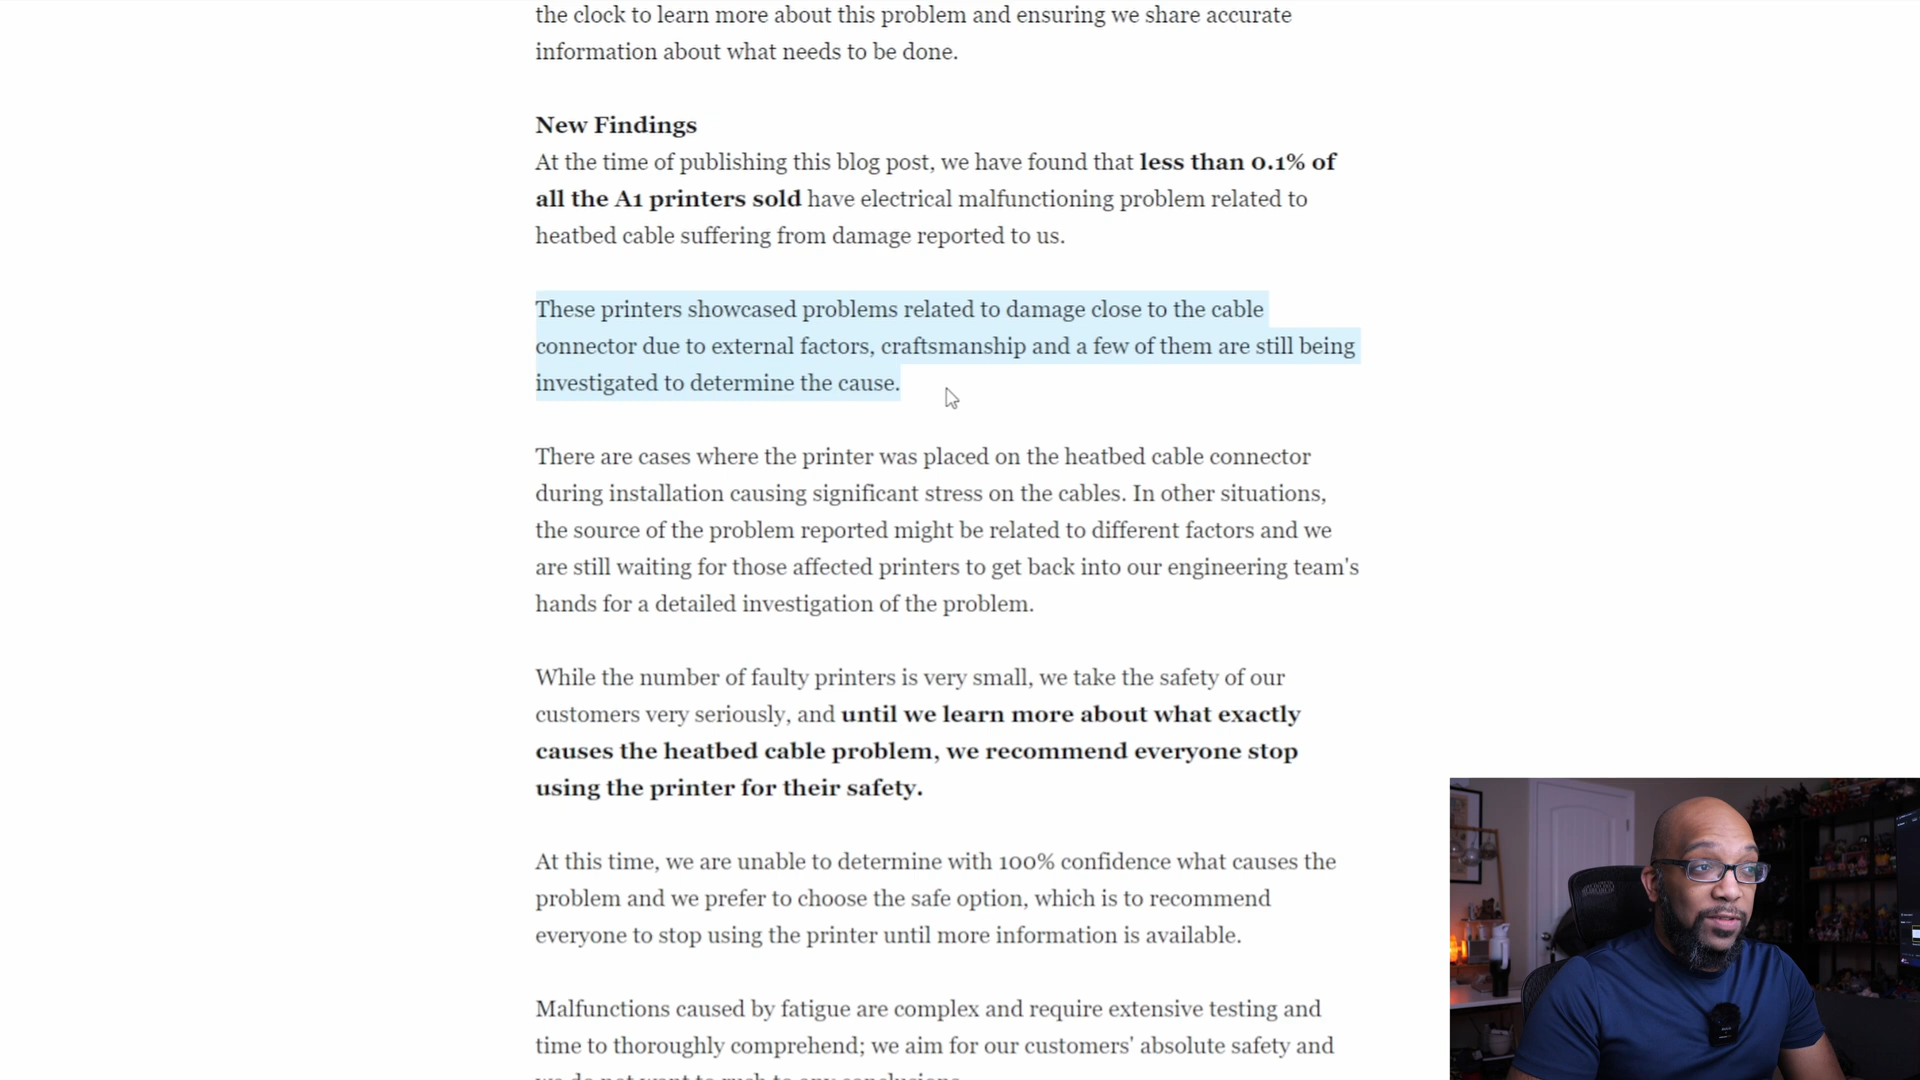 the clock to learn more about this problem and ensuring we share accurate
information about what needs to be done.
New Findings
At the time of publishing this blog post, we have found that less than 0.1% of
all the A1 printers sold have electrical malfunctioning problem related to
heatbed cable suffering from damage reported to us.
These printers showcased problems related to damage close to the cable
connector due to external factors, craftsmanship and a few of them are still being
investigated to determine the cause.
There are cases where the printer was placed on the heatbed cable connector
during installation causing significant stress on the cables. In other situations,
the source of the problem reported might be related to different factors and we
are still waiting for those affected printers to get back into our engineering team's
hands for a detailed investigation of the problem.
While the number of faulty printers is very small, we take the safety of our
customers very seriously, and until we learn more about what exactly
causes the heatbed cable problem, we recommend everyone stop
using the printer for their safety.
At this time, we are unable to determine with 100% confidence what causes the
problem and we prefer to choose the safe option, which is to recommend
everyone to stop using the printer until more information is available.
Malfunctions caused by fatigue are complex and require extensive testing and
time to thoroughly comprehend; we aim for our customers' absolute safety and